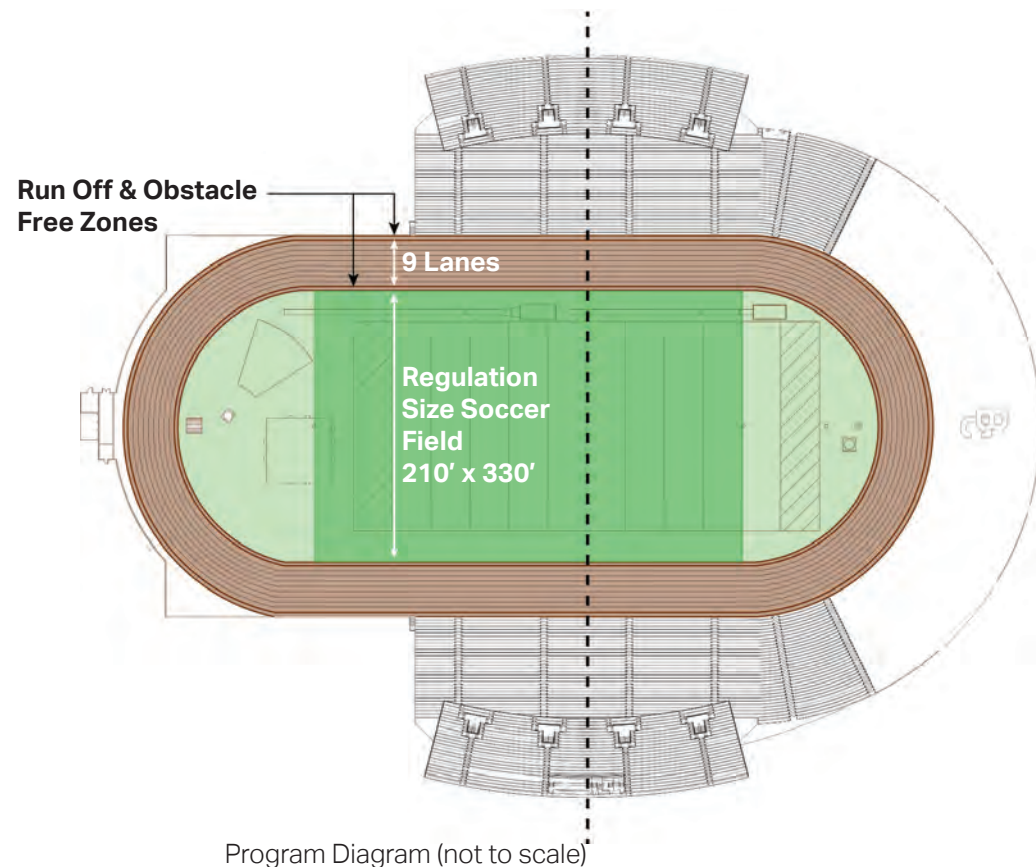 Run Off & Obstacle
Free Zones
9 Lanes
Regulation
Size Soccer
Field
210′ x 330′
Program Diagram (not to scale)